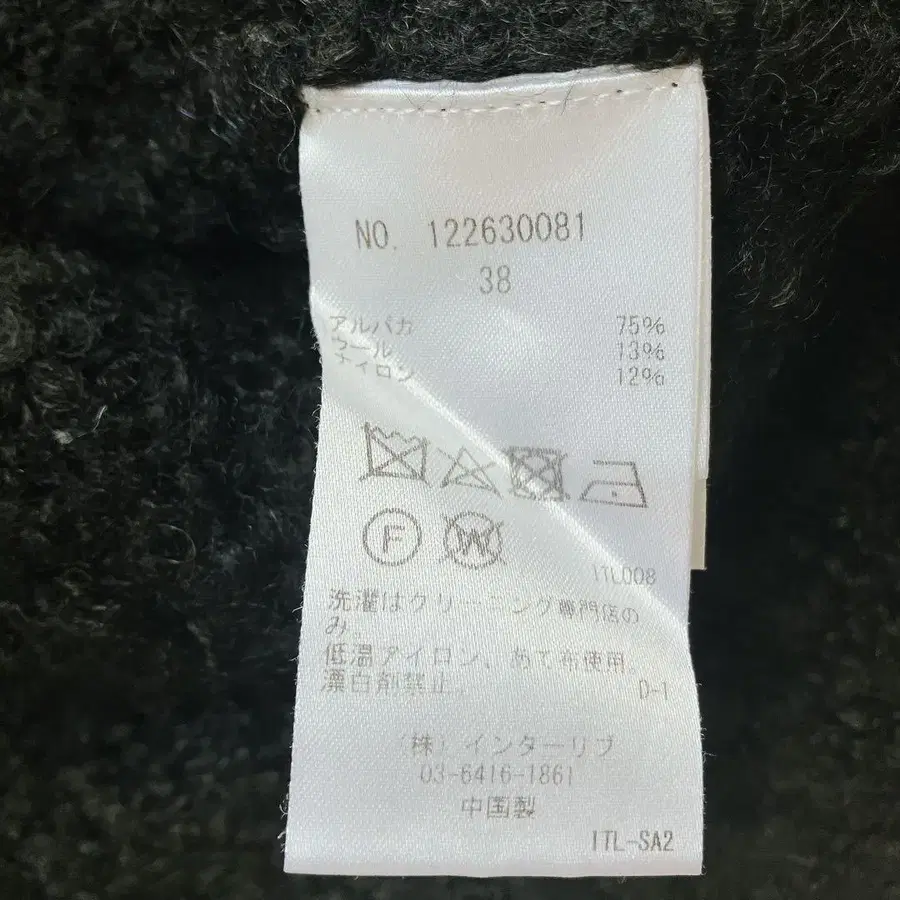 NO. 122630081
38
アルパカ 75%
ウール 13%
ナイロン 12%
F
W
ITL008
洗濯はクリーニング専門店の
み。
低温アイロン、あて布使用。
漂白剤禁止。 D-1
(株)インターリブ
03-6416-1861
中国製
ITL-SA2